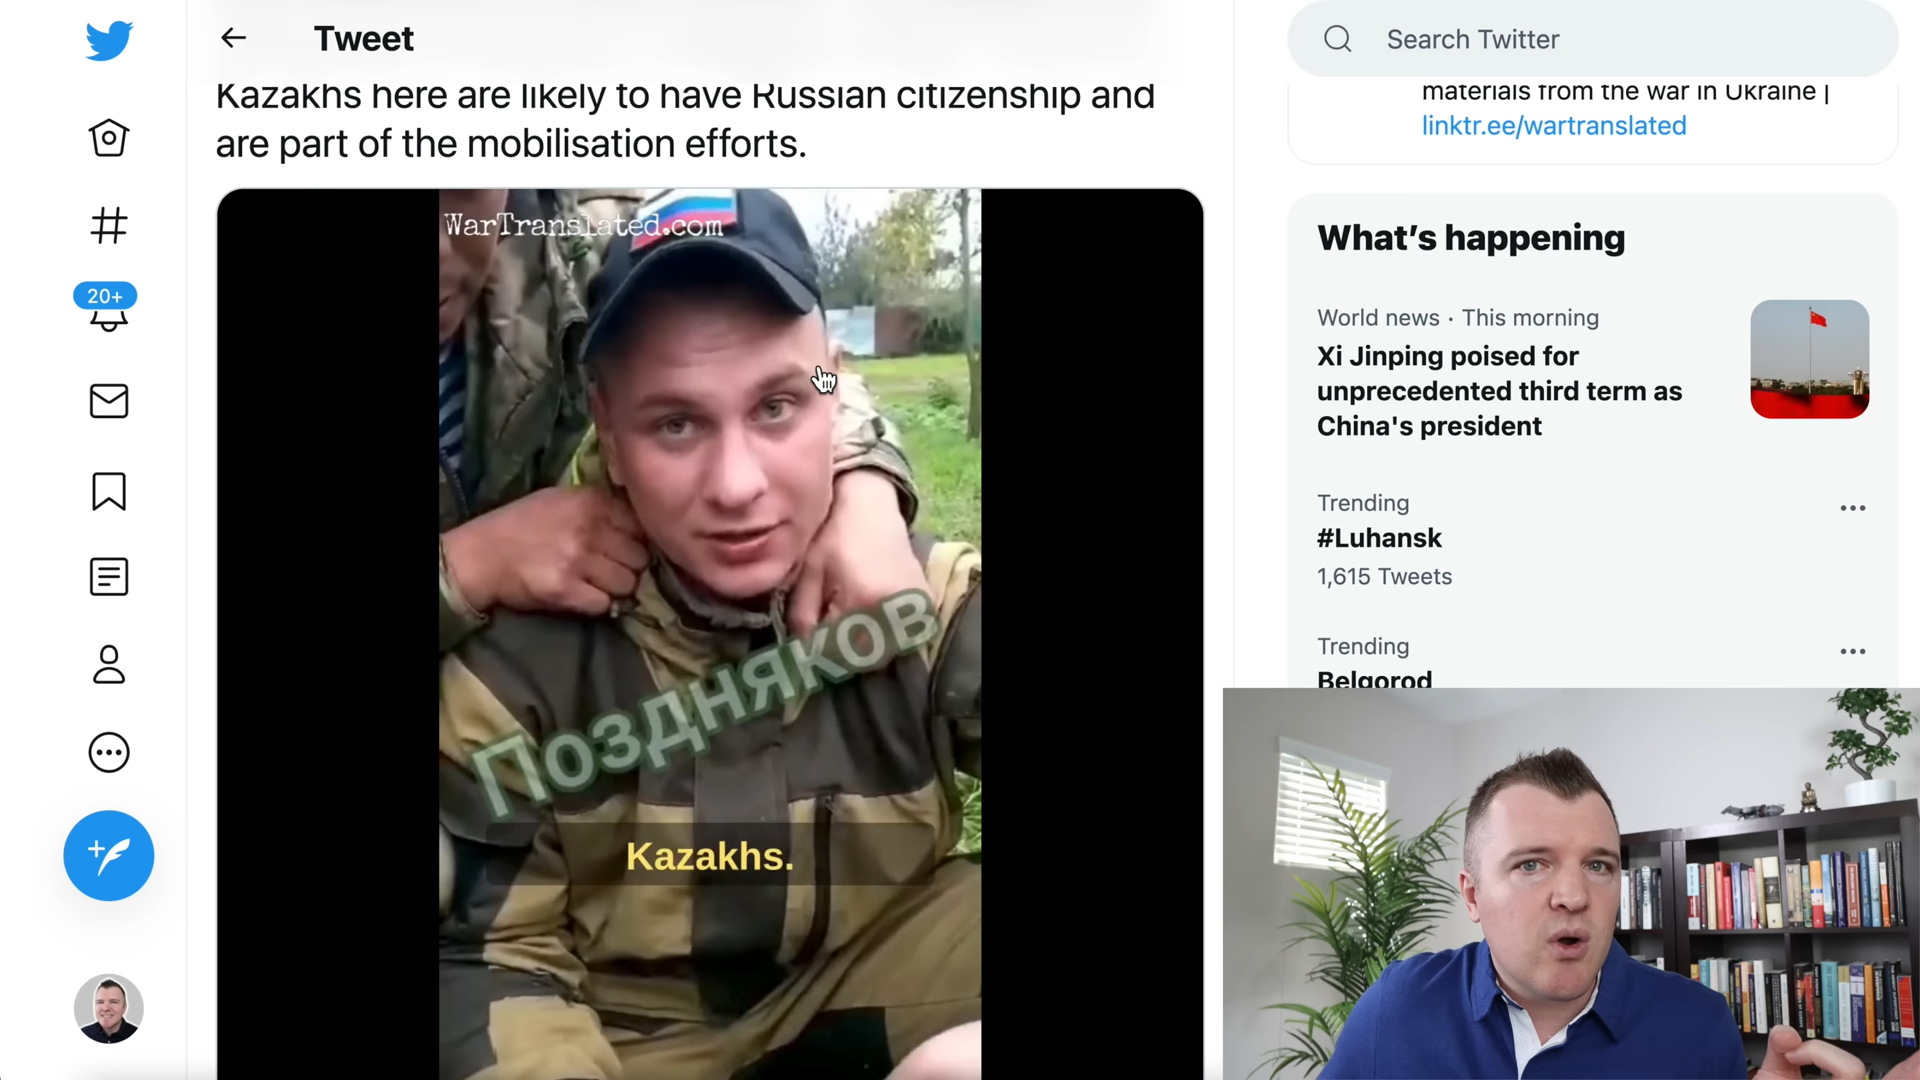 Tweet
Search Twitter
Kazakhs here are likely to have Russian citizenship and
are part of the mobilisation efforts.
materials from the war in Ukraine |
linktr.ee/wartranslated
20+
WarTranslated.com
Поздняков
Kazakhs.
What's happening
World news · This morning
Xi Jinping poised for
unprecedented third term as
China's president
Trending
#Luhansk
1,615 Tweets
Trending
Belgorod